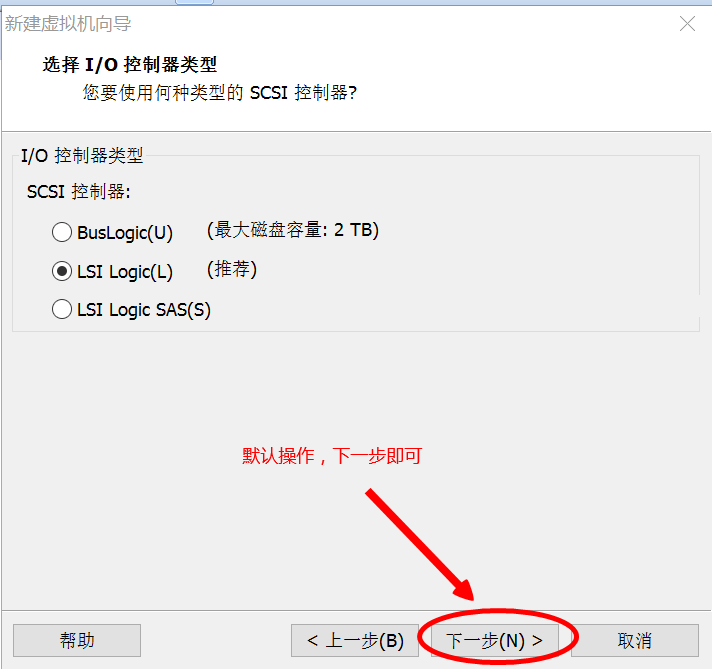 新建虚拟机向导
选择 I/O 控制器类型
您要使用何种类型的 SCSI 控制器?
I/O 控制器类型
SCSI 控制器:
BusLogic(U) (最大磁盘容量: 2 TB)
LSI Logic(L) (推荐)
LSI Logic SAS(S)
默认操作，下一步即可
帮助 < 上一步(B) 下一步(N) > 取消